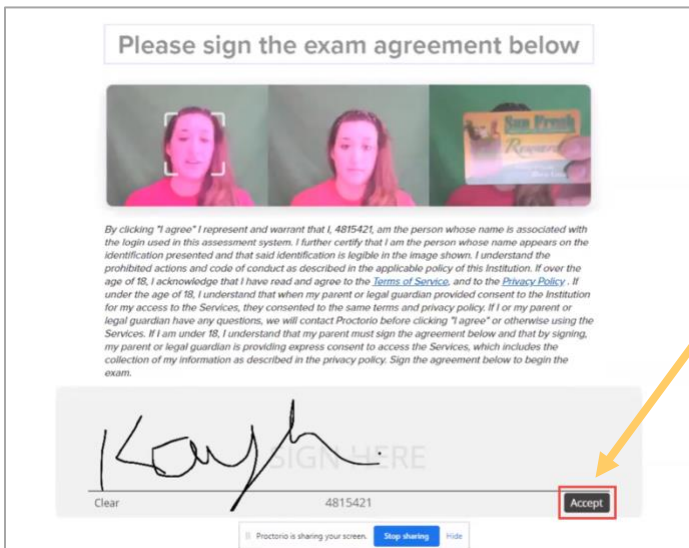 Please sign the exam agreement below
Sun Fresh
Rewards
By clicking "I agree" I represent and warrant that I, 4815421, am the person whose name is associated with
the login used in this assessment system. I further certify that I am the person whose name appears on the
identification presented and that said identification is legible in the image shown. I understand the
prohibited actions and code of conduct as described in the applicable policy of this Institution. If over the
age of 18, I acknowledge that I have read and agree to the Terms of Service, and to the Privacy Policy . If
under the age of 18, I understand that when my parent or legal guardian provided consent to the Institution
for my access to the Services, they consented to the same terms and privacy policy. If I or my parent or
legal guardian have any questions, we will contact Proctorio before clicking "I agree" or otherwise using the
Services. If I am under 18, I understand that my parent must sign the agreement below and that by signing,
my parent or legal guardian is providing express consent to access the Services, which includes the
collection of my information as described in the privacy policy. Sign the agreement below to begin the
exam.
SIGN HERE
Clear 4815421 Accept
Proctorio is sharing your screen. Stop sharing Hide